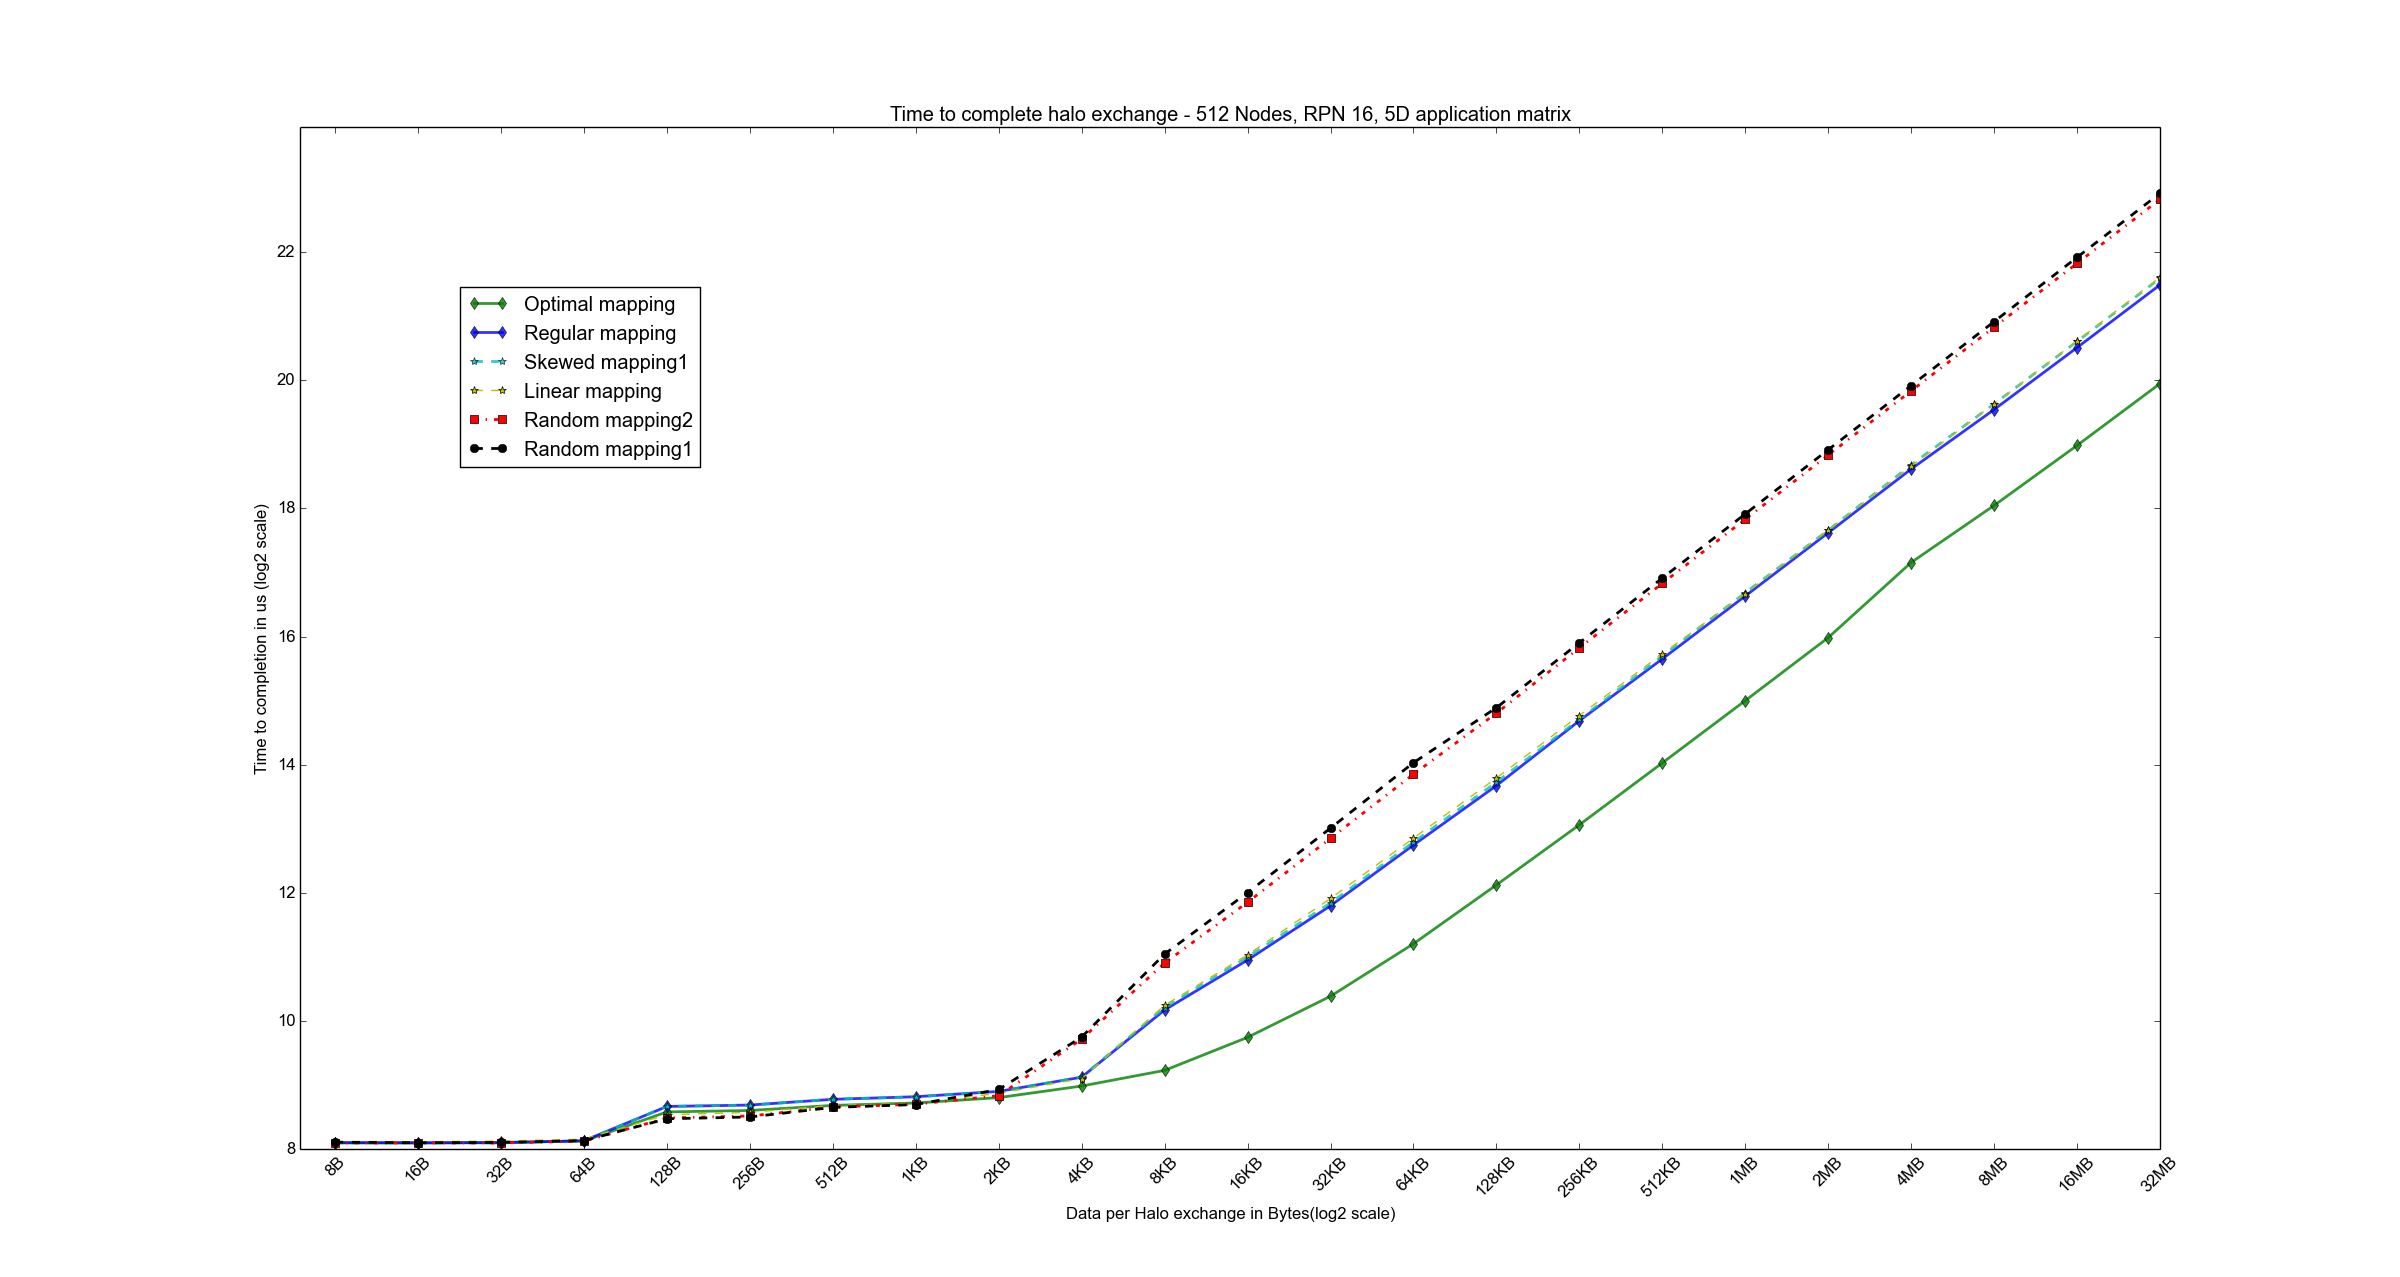 Time to complete halo exchange - 512 Nodes, RPN 16, 5D application matrix
22
20
18
16
14
12
10
8
Time to completion in us (log2 scale)
Optimal mapping
Regular mapping
Skewed mapping1
Linear mapping
Random mapping2
Random mapping1
8B 16B 32B 64B 128B 256B 512B 1KB 2KB 4KB 8KB 16KB 32KB 64KB 128KB 256KB 512KB 1MB 2MB 4MB 8MB 16MB 32MB
Data per Halo exchange in Bytes(log2 scale)